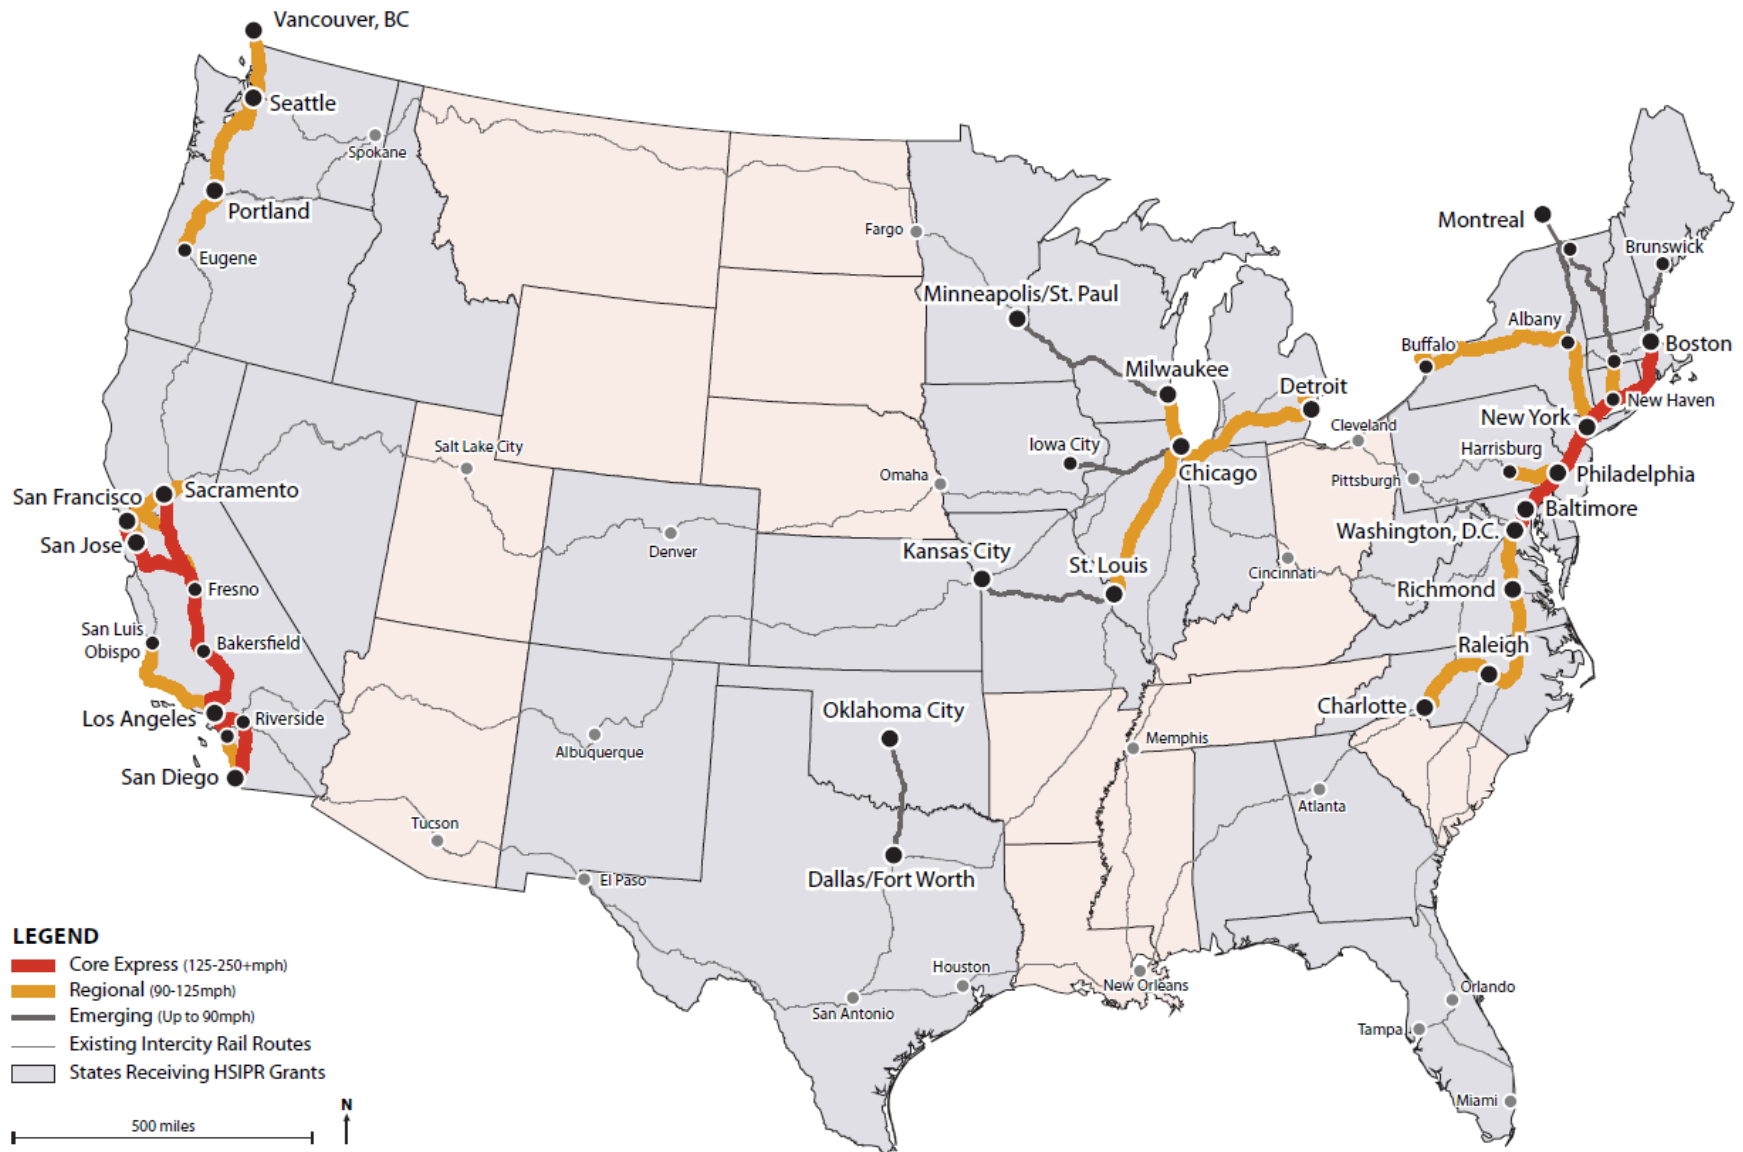 Vancouver, BC
Seattle
Spokane
Portland
Eugene
Fargo
Montreal
Brunswick
Minneapolis/St. Paul
Albany
Buffalo
Boston
Milwaukee
Detroit
New Haven
New York
Cleveland
Iowa City
Harrisburg
Salt Lake City
Chicago
Omaha
Pittsburgh
Philadelphia
San Francisco
Sacramento
Baltimore
Washington, D.C.
San Jose
Denver
Kansas City
St. Louis
Cincinnati
Fresno
Richmond
San Luis
Obispo
Bakersfield
Raleigh
Los Angeles
Riverside
Oklahoma City
Charlotte
Albuquerque
Memphis
San Diego
Atlanta
Tucson
El Paso
Dallas/Fort Worth
Houston
New Orleans
Orlando
San Antonio
Tampa
Miami
LEGEND
Core Express (125-250+mph)
Regional (90-125mph)
Emerging (Up to 90mph)
Existing Intercity Rail Routes
States Receiving HSIPR Grants
N
500 miles